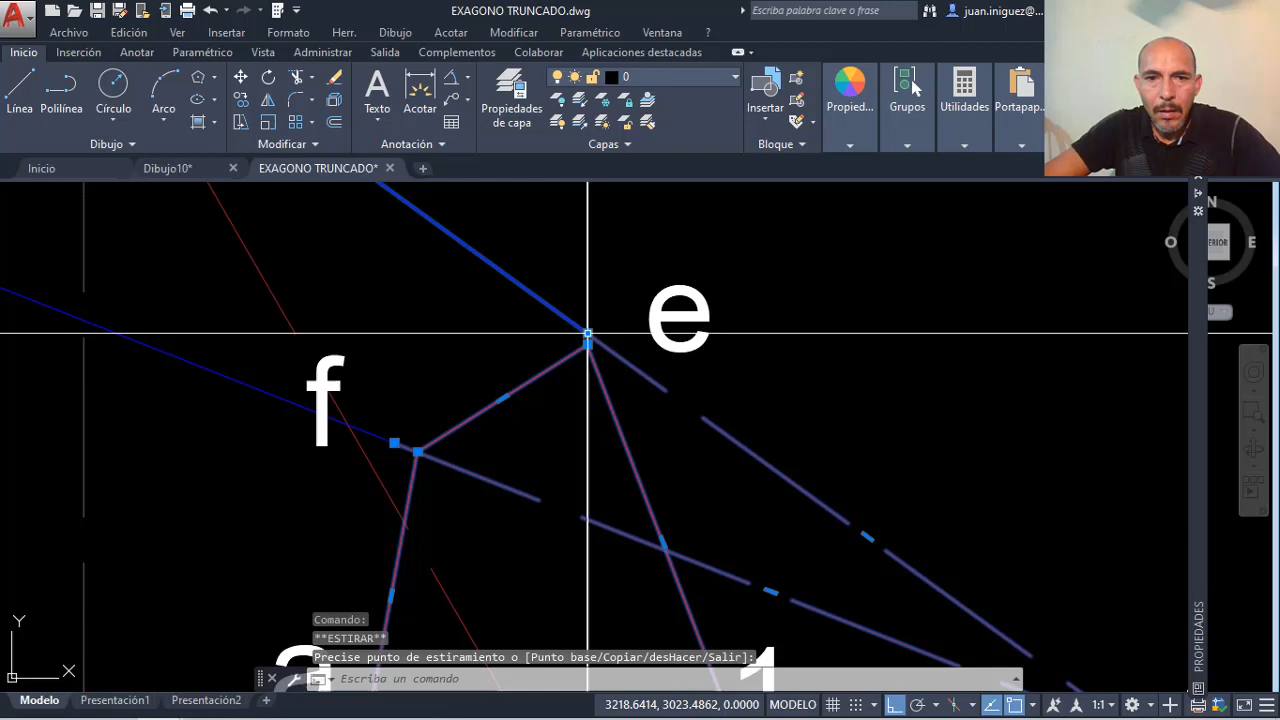 EXAGONO TRUNCADO.dwg
Escriba palabra clave o frase
juan.iniguez@...
Archivo Edición Ver Insertar Formato Herr. Dibujo Acotar Modificar Paramétrico Ventana ?
Inicio Inserción Anotar Paramétrico Vista Administrar Salida Complementos Colaborar Aplicaciones destacadas
0
Línea Polilínea Círculo Arco Texto Acotar Propiedades de capa Insertar Propied... Grupos Utilidades Portapap...
Dibujo Modificar Capas Bloque
Inicio Dibujo10* EXAGONO TRUNCADO*
N
O E
S
e
f
1
Comando:
**ESTIRAR**
Precise punto de estiramiento o [Punto base/Copiar/desHacer/Salir]:
Escriba un comando
PROPIEDADES
Y
X
Modelo Presentación1 Presentación2
3218.6414, 3023.4862, 0.0000 MODELO 1:1